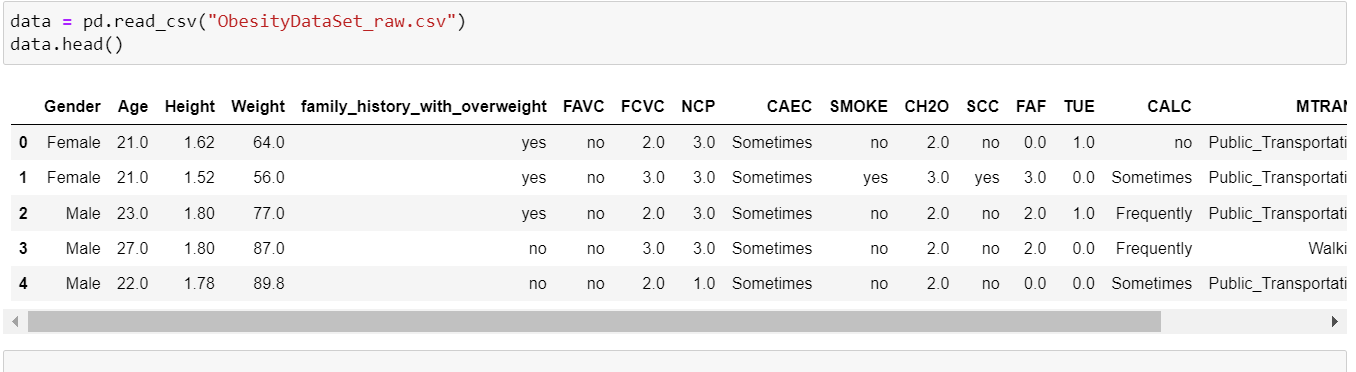 data = pd.read_csv("ObesityDataSet_raw.csv")
data.head()
Gender Age Height Weight family_history_with_overweight FAVC FCVC NCP CAEC SMOKE CH2O SCC FAF TUE CALC MTRAN
0 Female 21.0 1.62 64.0 yes no 2.0 3.0 Sometimes no 2.0 no 0.0 1.0 no Public_Transportati
1 Female 21.0 1.52 56.0 yes no 3.0 3.0 Sometimes yes 3.0 yes 3.0 0.0 Sometimes Public_Transportati
2 Male 23.0 1.80 77.0 yes no 2.0 3.0 Sometimes no 2.0 no 2.0 1.0 Frequently Public_Transportati
3 Male 27.0 1.80 87.0 no no 3.0 3.0 Sometimes no 2.0 no 2.0 0.0 Frequently Walki
4 Male 22.0 1.78 89.8 no no 2.0 1.0 Sometimes no 2.0 no 0.0 0.0 Sometimes Public_Transportati